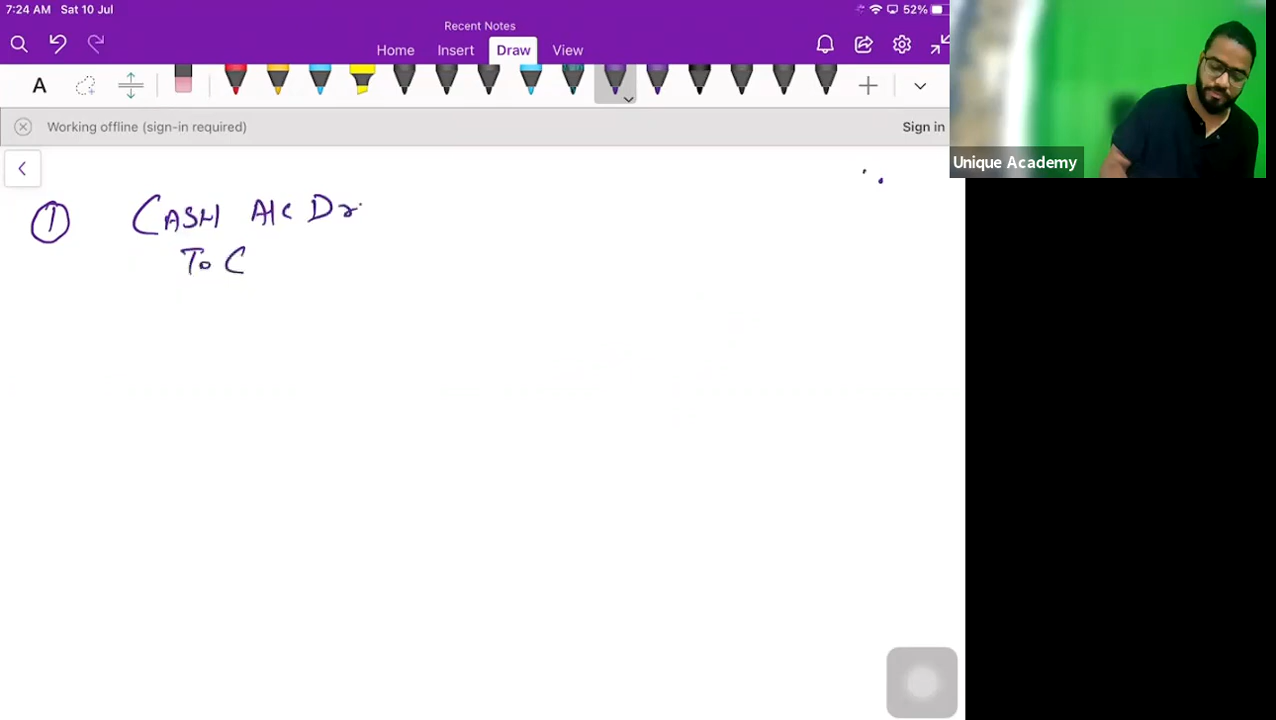 7:24 AM Sat 10 Jul
52%
Recent Notes
Home Insert Draw View
A
Working offline (sign-in required)
Sign in
Unique Academy
1 CASH A/C Dr
To C